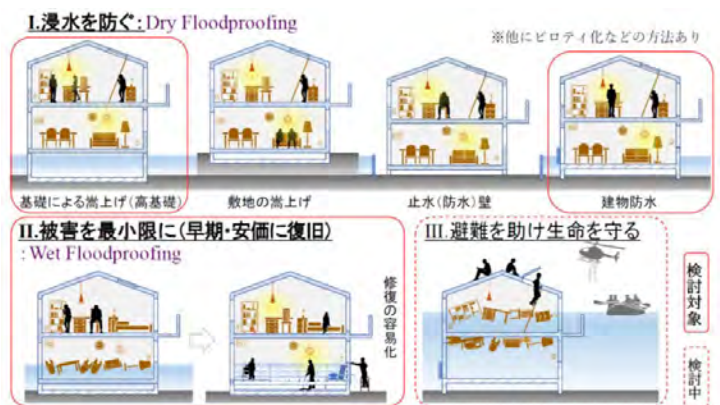 I.浸水を防ぐ：Dry Floodproofing
※他にピロティ化などの方法あり
基礎による嵩上げ（高基礎）
敷地の嵩上げ
止水（防水）壁
建物防水
II.被害を最小限に（早期・安価に復旧）
：Wet Floodproofing
修復の容易化
III.避難を助け生命を守る
検討対象
検討中